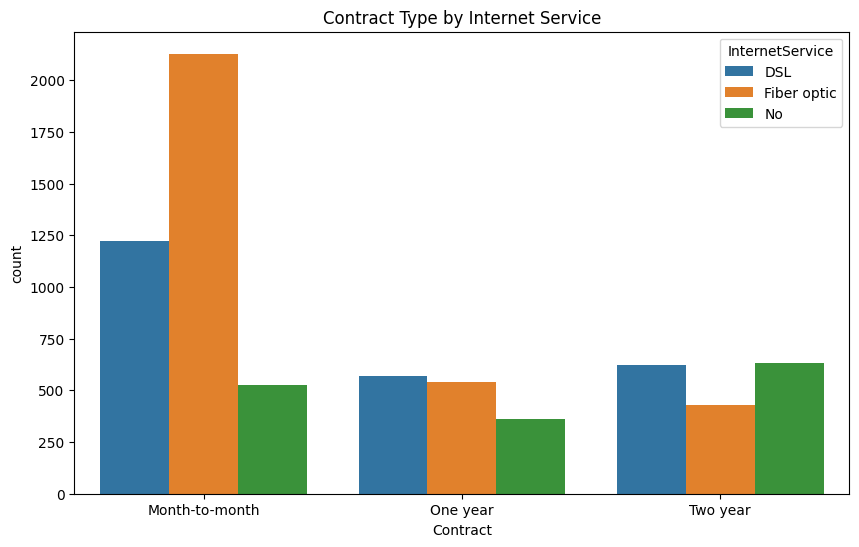 Contract Type by Internet Service
InternetService
DSL
Fiber optic
No
2000
1750
1500
1250
1000
750
500
250
0
count
Month-to-month
One year
Two year
Contract